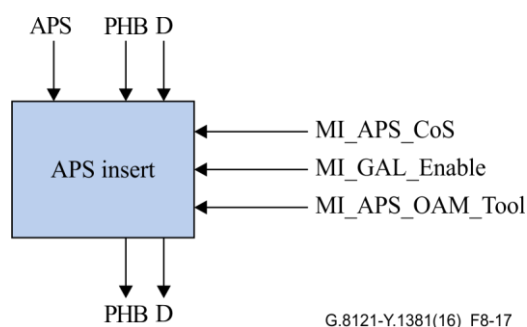 APS PHB D
MI_APS_CoS
APS insert MI_GAL_Enable
MI_APS_OAM_Tool
PHB D
G.8121-Y.1381(16) F8-17